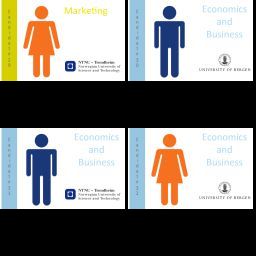 Marketing
NTNU – Trondheim
Norwegian University of
Science and Technology
Economics
and
Business
UNIVERSITY OF BERGEN
Economics
and
Business
NTNU – Trondheim
Norwegian University of
Science and Technology
Economics
and
Business
UNIVERSITY OF BERGEN